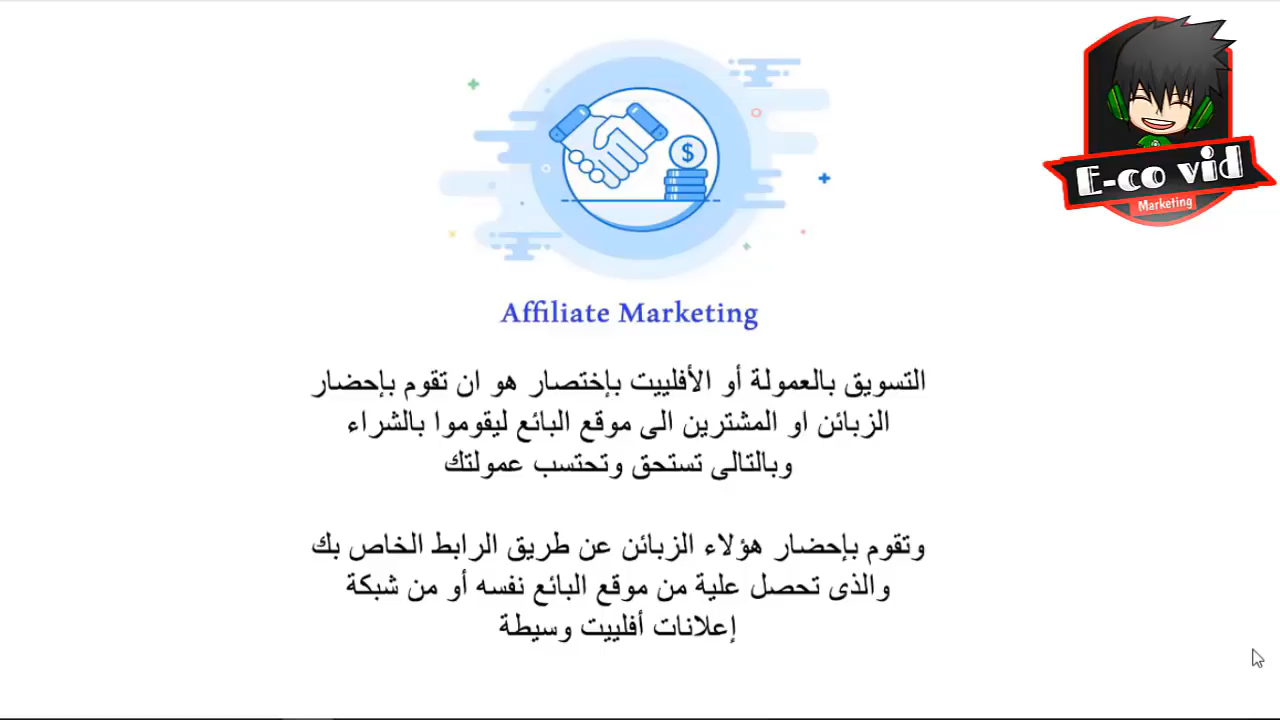 E-co vid
Marketing
Affiliate Marketing
التسويق بالعمولة أو الأفلييت بإختصار هو ان تقوم بإحضار
الزبائن او المشترين الى موقع البائع ليقوموا بالشراء
وبالتالى تستحق وتحتسب عمولتك
وتقوم بإحضار هؤلاء الزبائن عن طريق الرابط الخاص بك
والذى تحصل علية من موقع البائع نفسه أو من شبكة
إعلانات أفلييت وسيطة